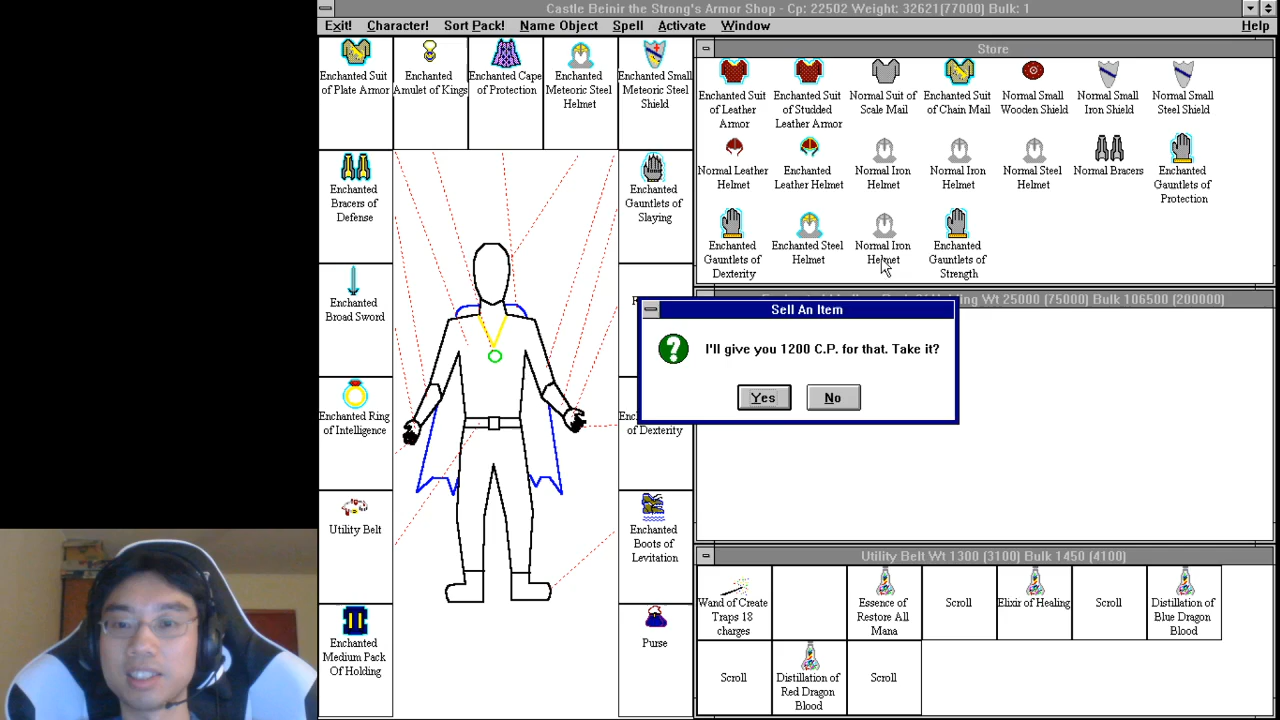 Castle Beinir the Strong's Armor Shop - Cp: 22502 Weight: 32621(77000) Bulk: 1
Exit! Character! Sort Pack! Name Object Spell Activate Window Help
Enchanted Suit
of Plate Armor
Enchanted
Amulet of Kings
Enchanted Cape
of Protection
Enchanted
Meteoric Steel
Helmet
Enchanted Small
Meteoric Steel
Shield
Enchanted
Bracers of
Defense
Enchanted
Gauntlets of
Slaying
Enchanted
Broad Sword
Enchanted Ring
of Intelligence
of Dexterity
Utility Belt
Enchanted
Boots of
Levitation
Enchanted
Medium Pack
Of Holding
Purse
Store
Enchanted Suit
of Leather
Armor
Enchanted Suit
of Studded
Leather Armor
Normal Suit of
Scale Mail
Enchanted Suit
of Chain Mail
Normal Small
Wooden Shield
Normal Small
Iron Shield
Normal Small
Steel Shield
Normal Leather
Helmet
Enchanted
Leather Helmet
Normal Iron
Helmet
Normal Iron
Helmet
Normal Steel
Helmet
Normal Bracers
Enchanted
Gauntlets of
Protection
Enchanted
Gauntlets of
Dexterity
Enchanted Steel
Helmet
Normal Iron
Helmet
Enchanted
Gauntlets of
Strength
Wt 25000 (75000) Bulk 106500 (200000)
Sell An Item
I'll give you 1200 C.P. for that. Take it?
Yes
No
Utility Belt Wt 1300 (3100) Bulk 1450 (4100)
Wand of Create
Traps 18
charges
Essence of
Restore All
Mana
Scroll
Elixir of Healing
Scroll
Distillation of
Blue Dragon
Blood
Scroll
Distillation of
Red Dragon
Blood
Scroll